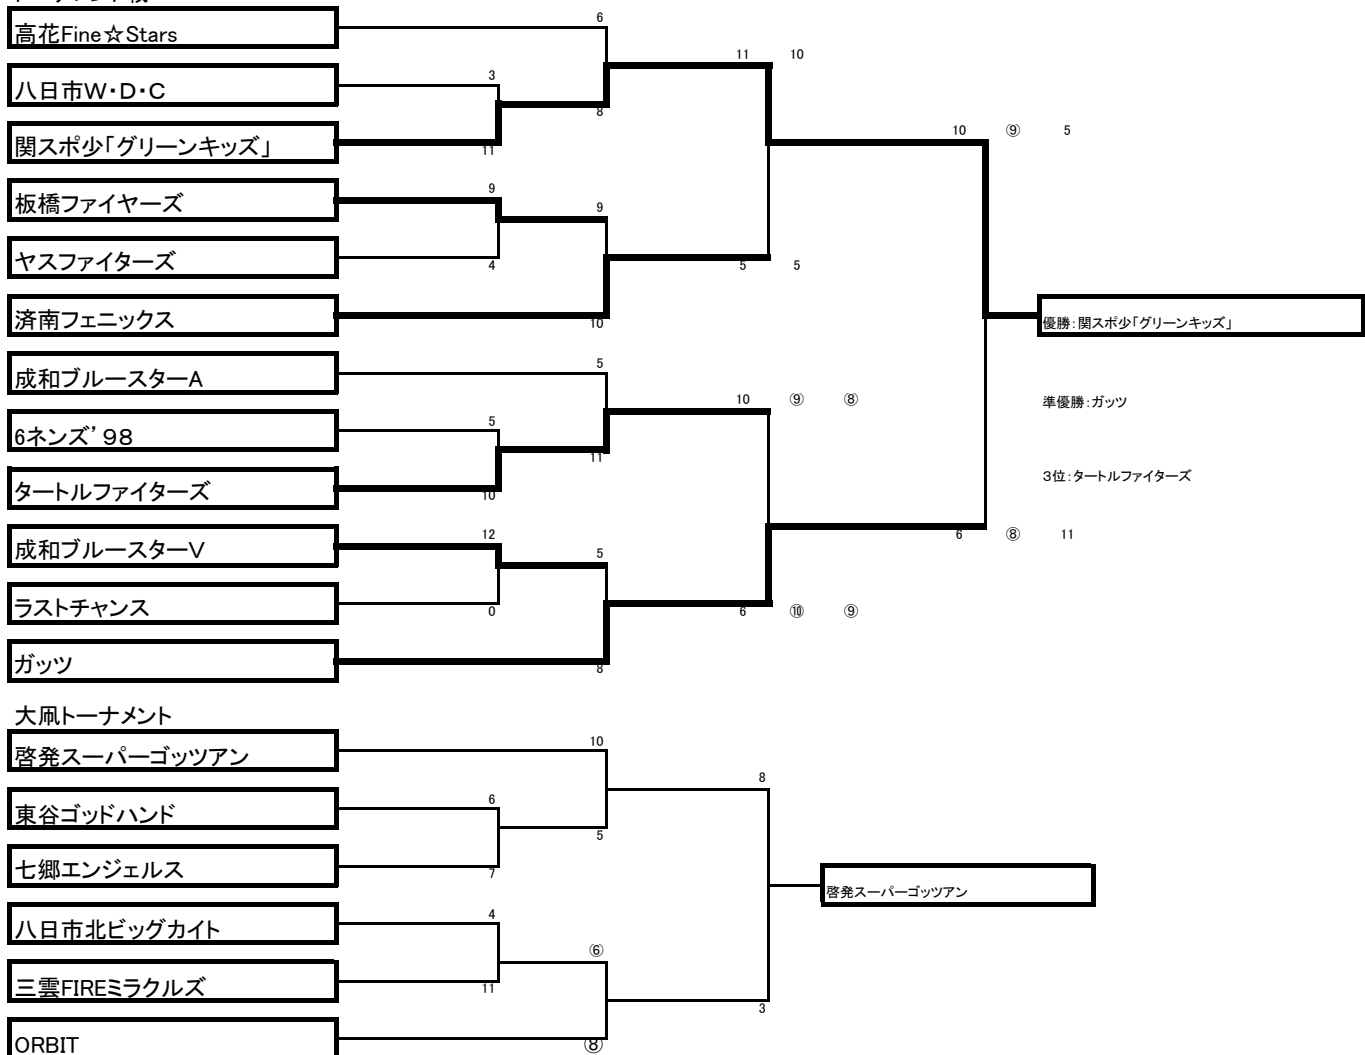 高花Fine☆Stars
6
11 10
八日市W・D・C
3
8
関スポ少「グリーンキッズ」
11
10 ⑨ 5
板橋ファイヤーズ
9
9
ヤスファイターズ
4
5 5
済南フェニックス
10
優勝:関スポ少「グリーンキッズ」
成和ブルースターA
5
10 ⑨ ⑧
準優勝:ガッツ
6ネンズ’98
5
11
タートルファイターズ
10
3位:タートルファイターズ
成和ブルースターV
12
5
6 ⑧ 11
ラストチャンス
0
6 ⑩ ⑨
ガッツ
8
大凧トーナメント
啓発スーパーゴッツアン
10
8
東谷ゴッドハンド
6
5
七郷エンジェルス
7
啓発スーパーゴッツアン
八日市北ビッグカイト
4
⑥
三雲FIREミラクルズ
11
3
ORBIT
⑧